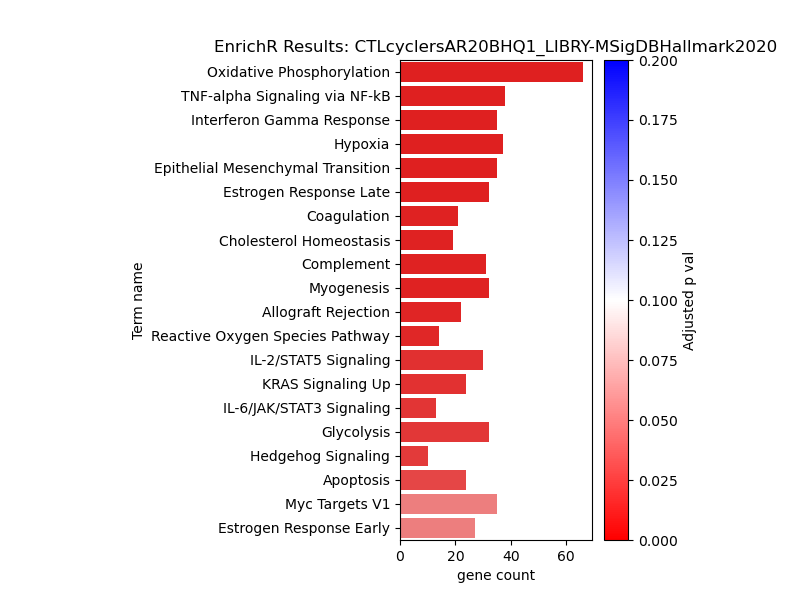 EnrichR Results: CTLcyclersAR20BHQ1_LIBRY-MSigDBHallmark2020
Oxidative Phosphorylation
TNF-alpha Signaling via NF-kB
Interferon Gamma Response
Hypoxia
Epithelial Mesenchymal Transition
Estrogen Response Late
Coagulation
Cholesterol Homeostasis
Complement
Myogenesis
Allograft Rejection
Reactive Oxygen Species Pathway
IL-2/STAT5 Signaling
KRAS Signaling Up
IL-6/JAK/STAT3 Signaling
Glycolysis
Hedgehog Signaling
Apoptosis
Myc Targets V1
Estrogen Response Early
Term name
0 20 40 60
gene count
0.200
0.175
0.150
0.125
0.100
0.075
0.050
0.025
0.000
Adjusted p val